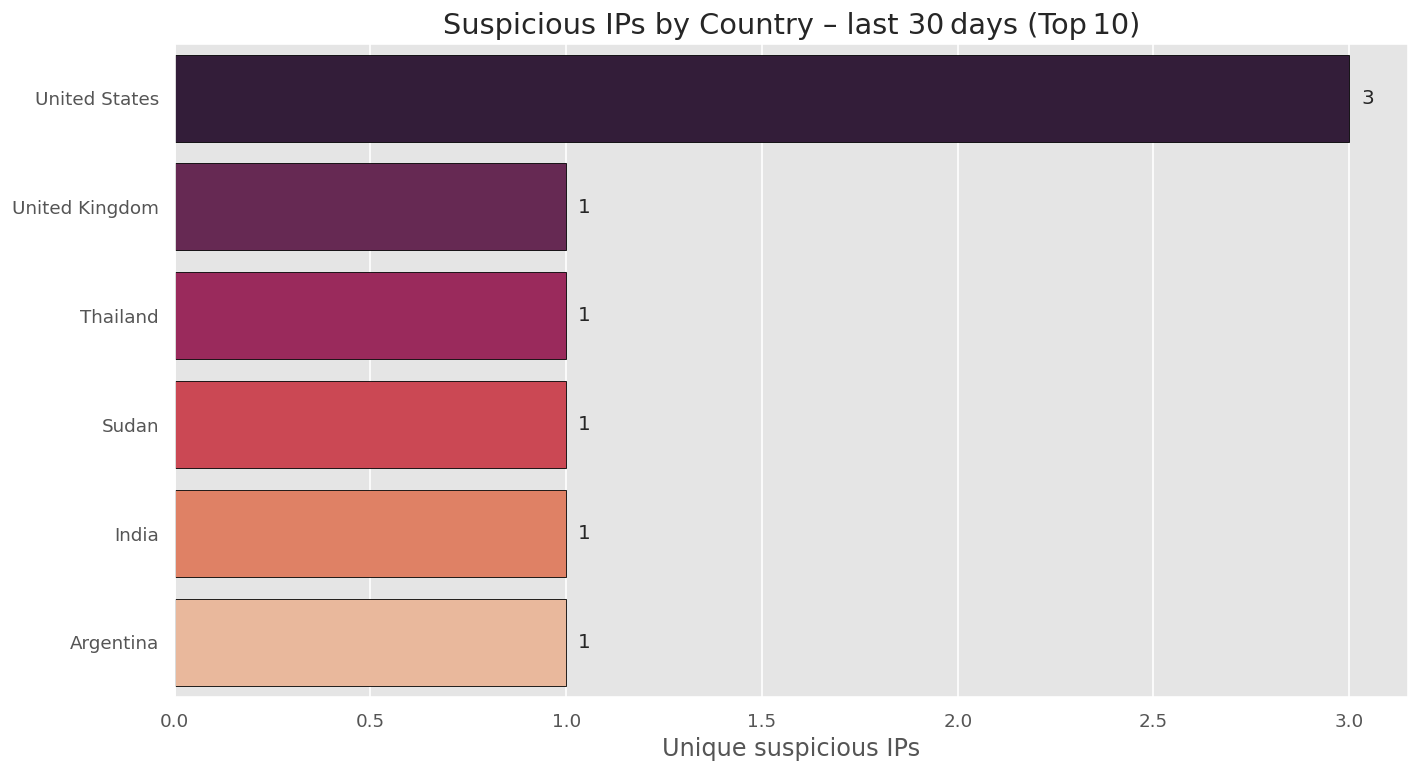 Suspicious IPs by Country – last 30 days (Top 10)
United States
3
United Kingdom
1
Thailand
1
Sudan
1
India
1
Argentina
1
0.0 0.5 1.0 1.5 2.0 2.5 3.0
Unique suspicious IPs